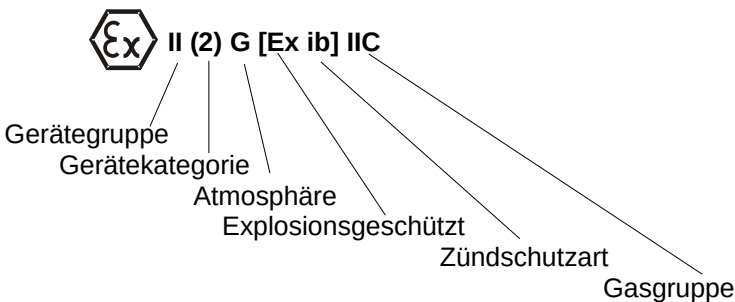 Ex II (2) G [Ex ib] IIC
Gerätegruppe
Gerätekategorie
Atmosphäre
Explosionsgeschützt
Zündschutzart
Gasgruppe